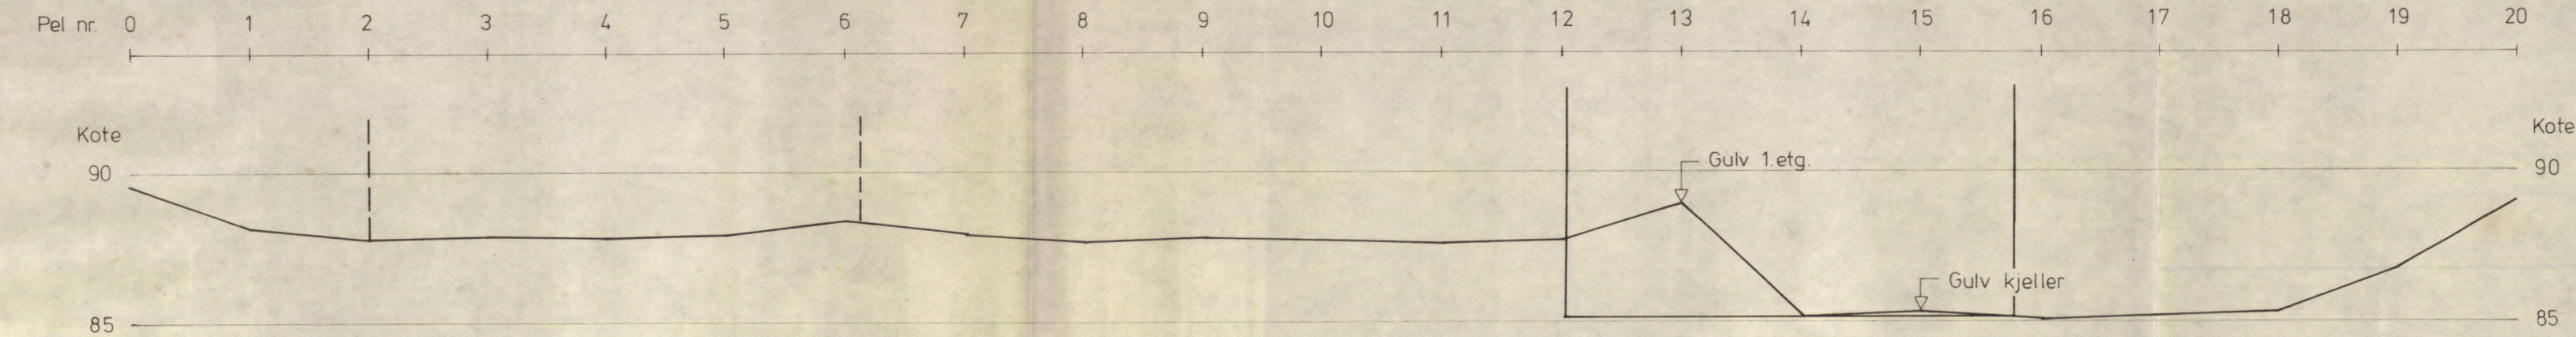 Pel nr. 0 1 2 3 4 5 6 7 8 9 10 11 12 13 14 15 16 17 18 19 20
Kote Kote
90 Gulv 1.etg. 90
Gulv kjeller
85 85